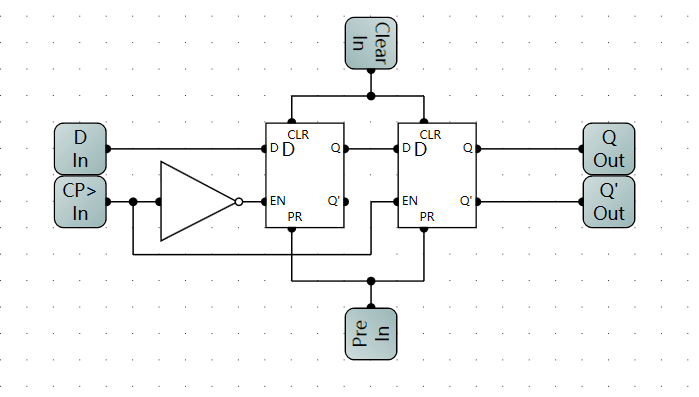 Clear
In
D
In
CP>
In
CLR
D D Q
EN Q'
PR
CLR
D D Q
EN Q'
PR
Q
Out
Q'
Out
Pre
In